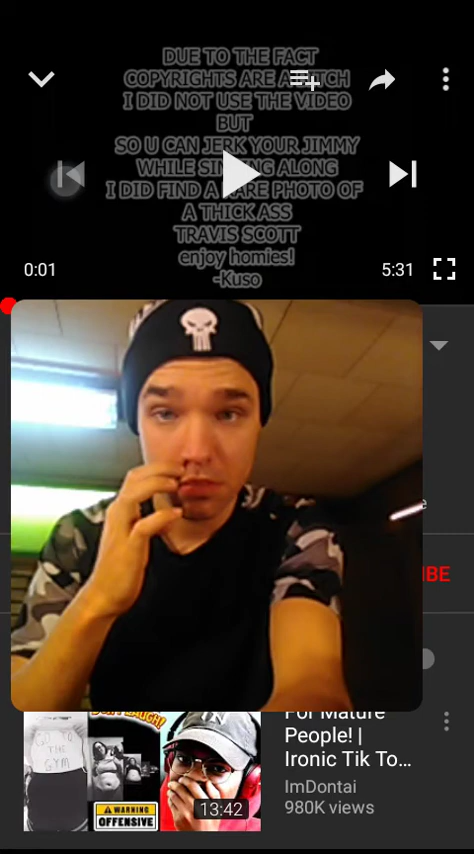 DUE TO THE FACT
COPYRIGHTS ARE A
I DID NOT USE THE VIDEO
BUT
SO U CAN JERK YOUR JIMMY
WHILE ALONG
I DID FIND A RARE PHOTO OF
A THICK ASS
TRAVIS SCOTT
enjoy homies!
-Kuso
0:01
5:31
For Mature
People! |
Ironic Tik To...
ImDontai
980K views
GO TO
THE
GYM
WARNING
OFFENSIVE
13:42